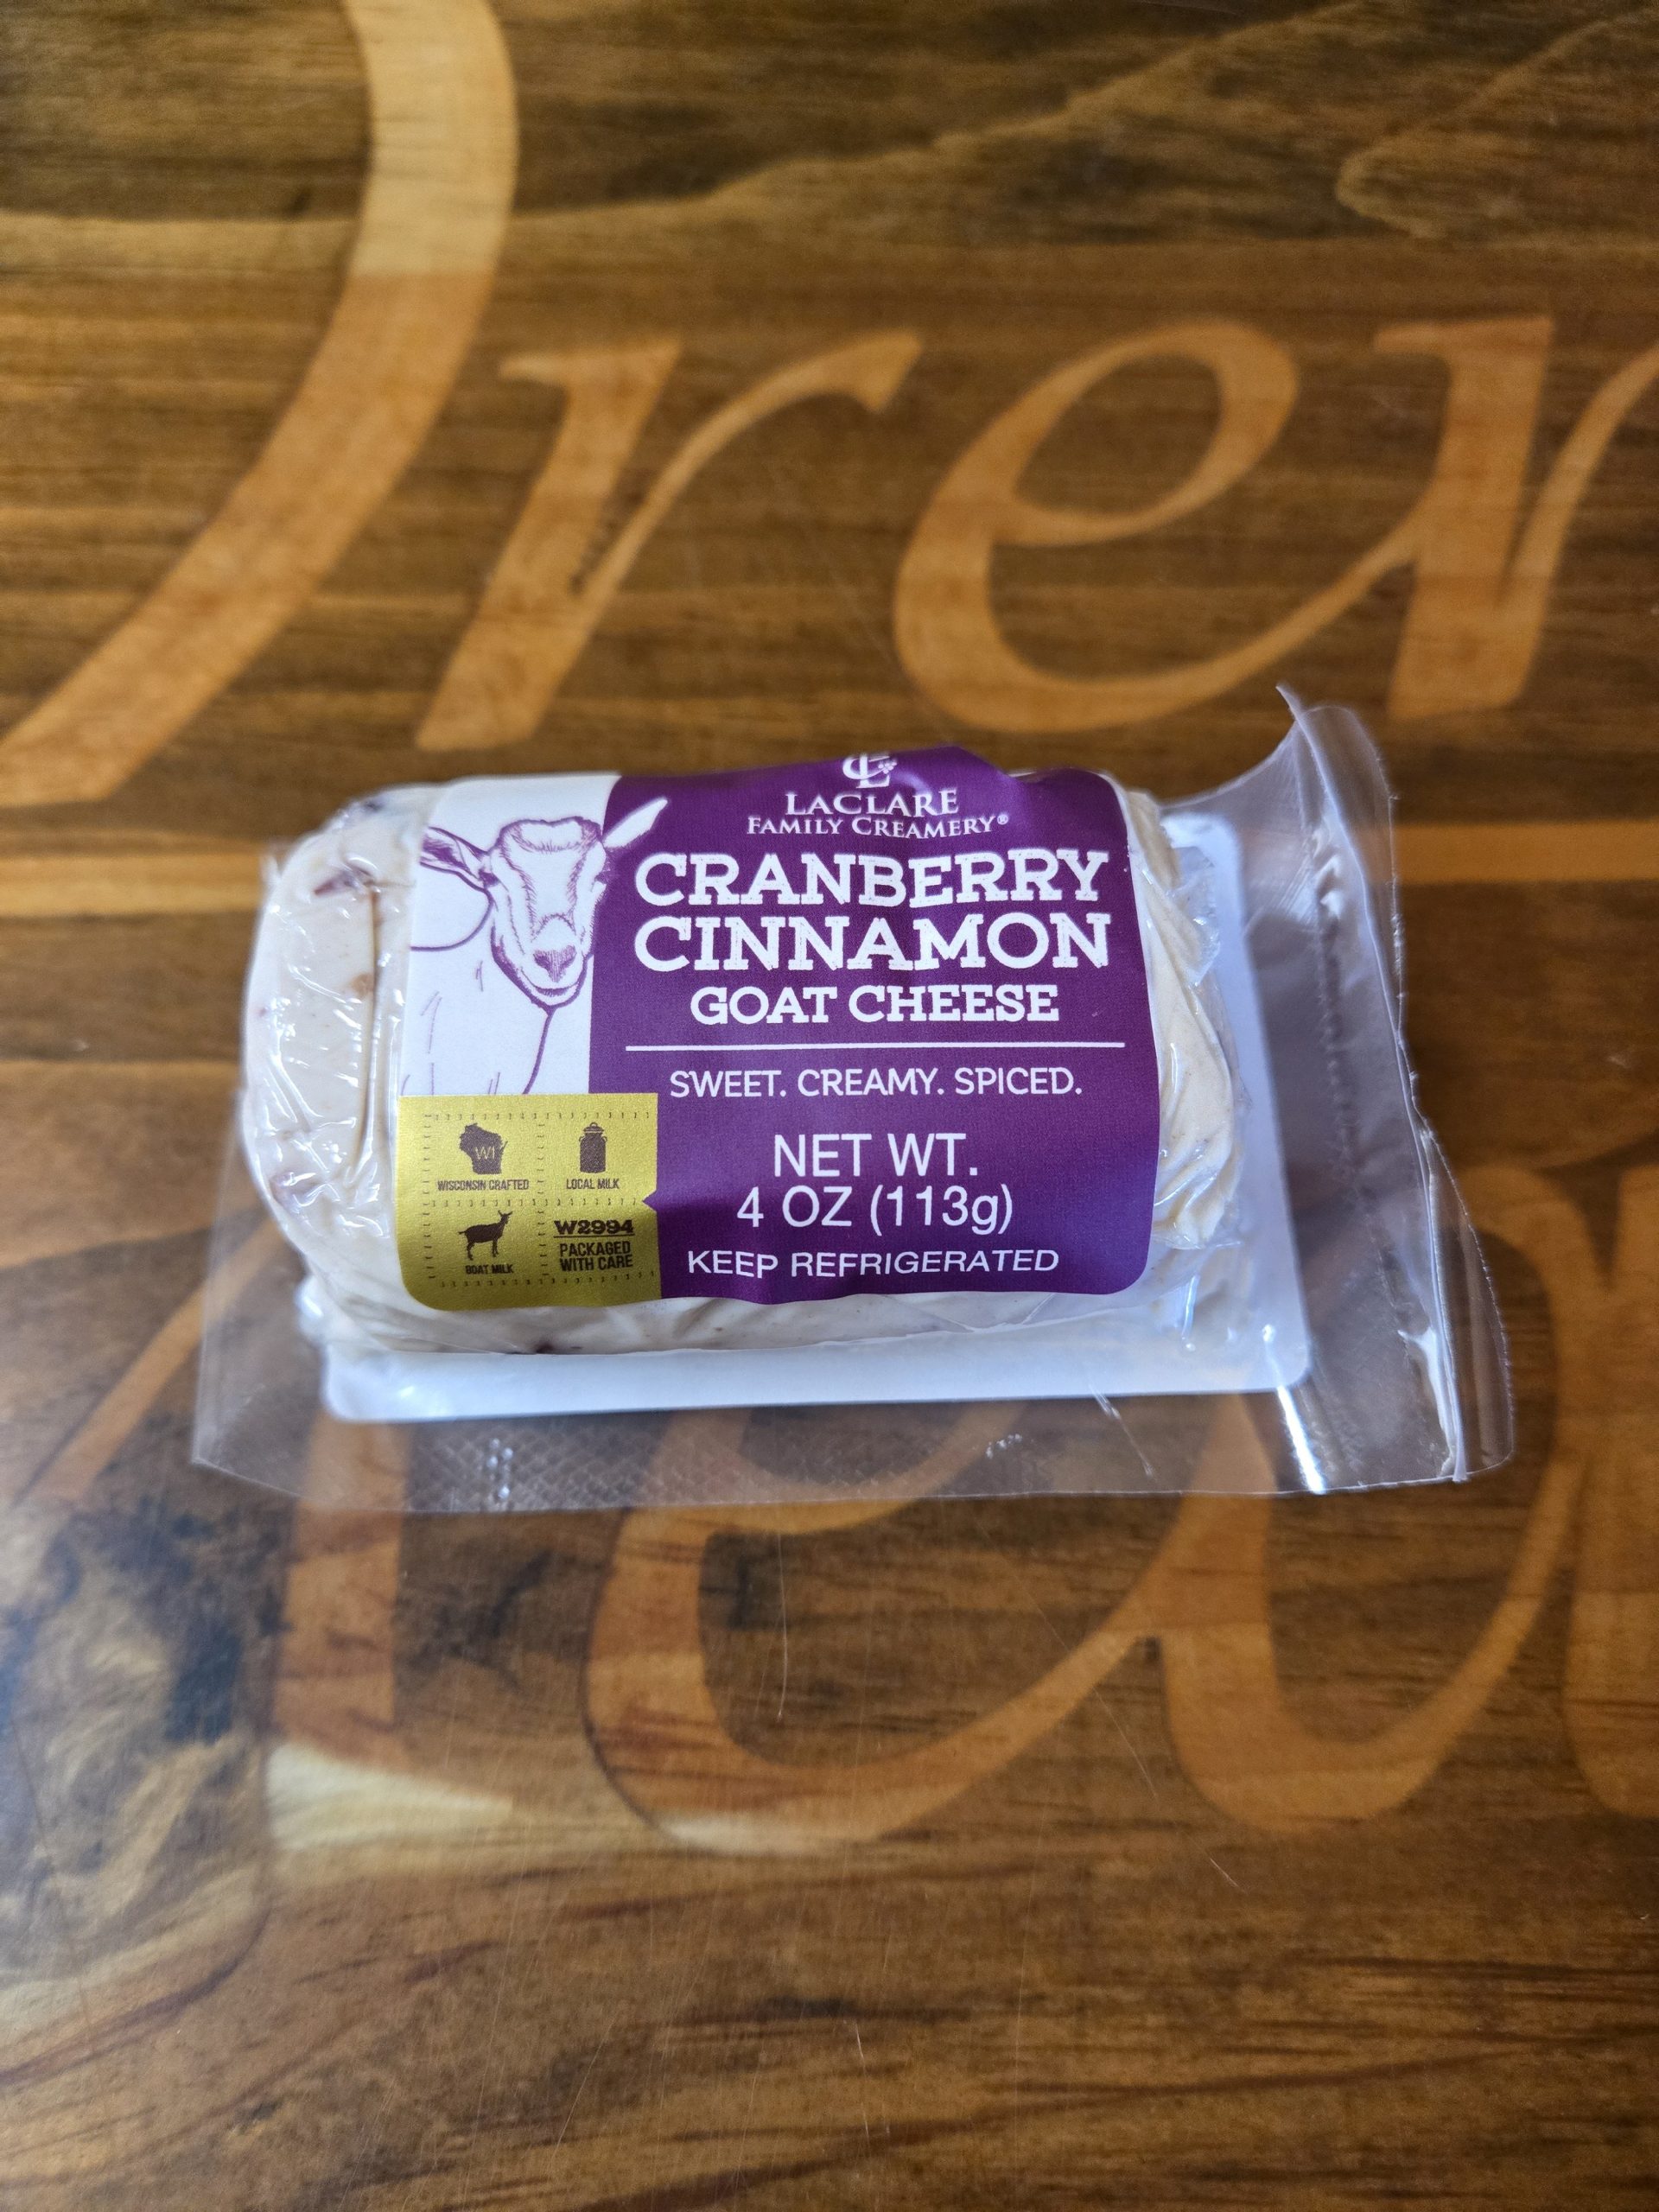 LACLARE
FAMILY CREAMERY®
CRANBERRY
CINNAMON
GOAT CHEESE
SWEET. CREAMY. SPICED.
NET WT.
4 OZ (113g)
KEEP REFRIGERATED
WI
WISCONSIN CRAFTED
LOCAL MILK
GOAT MILK
W2994
PACKAGED
WITH CARE